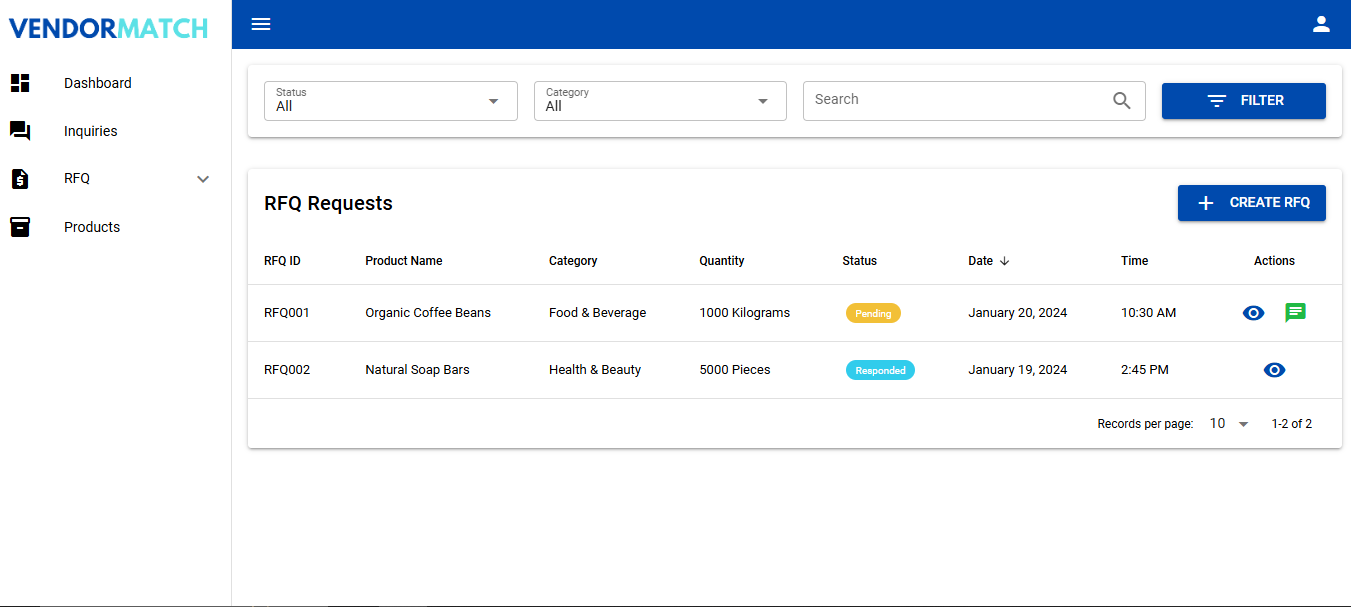 VENDORMATCH
Dashboard
Inquiries
RFQ
Products
Status
All
Category
All
Search
FILTER
RFQ Requests
CREATE RFQ
RFQ ID Product Name Category Quantity Status Date Time Actions
RFQ001 Organic Coffee Beans Food & Beverage 1000 Kilograms Pending January 20, 2024 10:30 AM
RFQ002 Natural Soap Bars Health & Beauty 5000 Pieces Responded January 19, 2024 2:45 PM
Records per page: 10 1-2 of 2